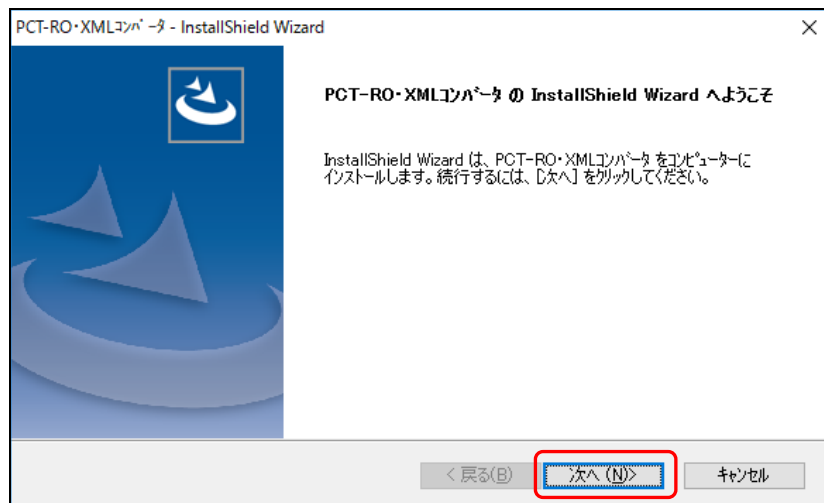 PCT-RO・XMLｺﾝﾊﾞｰﾀ - InstallShield Wizard
PCT-RO・XMLｺﾝﾊﾞｰﾀ の InstallShield Wizard へようこそ
InstallShield Wizard は、PCT-RO・XMLｺﾝﾊﾞｰﾀ をｺﾝﾋﾟｭｰﾀｰに
ｲﾝｽﾄｰﾙします。続行するには、[次へ] をｸﾘｯｸしてください。
< 戻る(B)
次へ (N)>
ｷｬﾝｾﾙ